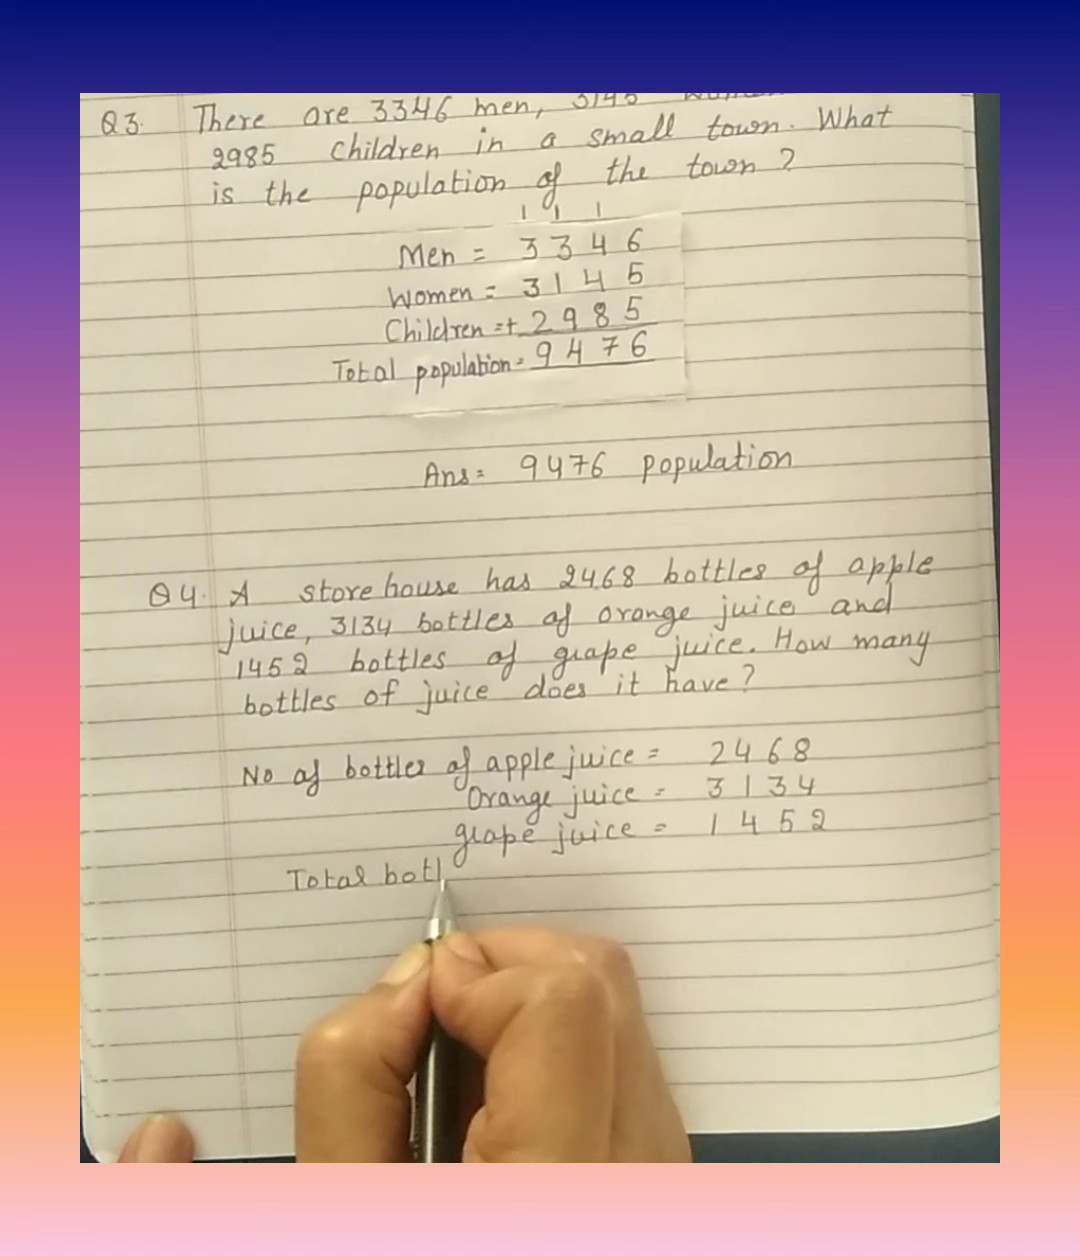 Q3. There are 3346 men, 3145
2985 children in a small town. What
is the population of the town?
1 1 1
Men = 3 3 4 6
Women = 3 1 4 5
Children =+ 2 9 8 5
Total population = 9 4 7 6
Ans = 9476 population
Q4. A store house has 2468 bottles of apple
juice, 3134 bottles of orange juice and
1452 bottles of grape juice. How many
bottles of juice does it have?
No of bottles of apple juice = 2 4 6 8
Orange juice = 3 1 3 4
grape juice = 1 4 5 2
Total botl